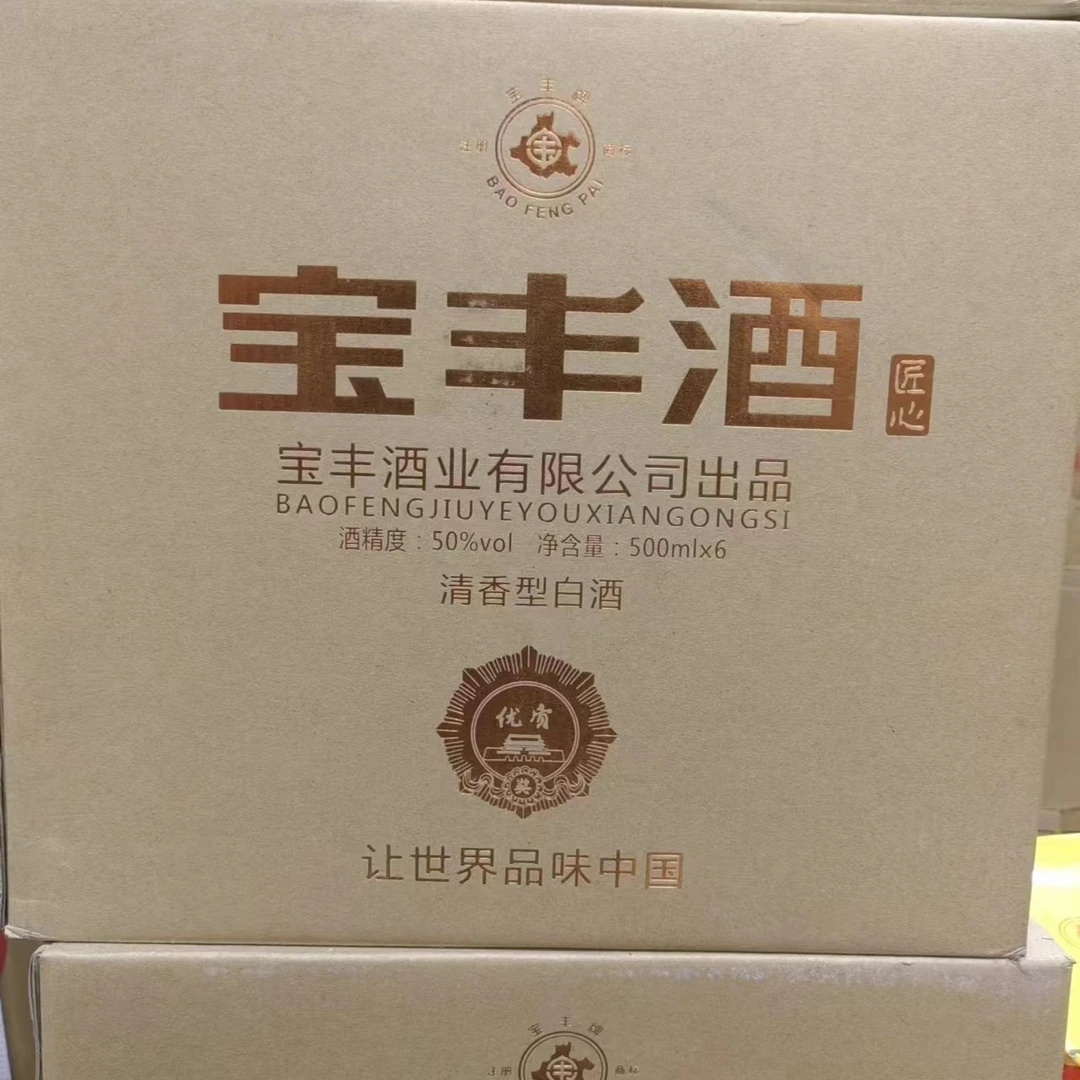 宝丰牌
注册 商标
BAO FENG PAI
宝丰酒
匠心
宝丰酒业有限公司出品
BAOFENGJIUYEYOUXIANGONGSI
酒精度：50%vol 净含量：500mlx6
清香型白酒
优质
奖
让世界品味中国
宝丰牌
注册 商标